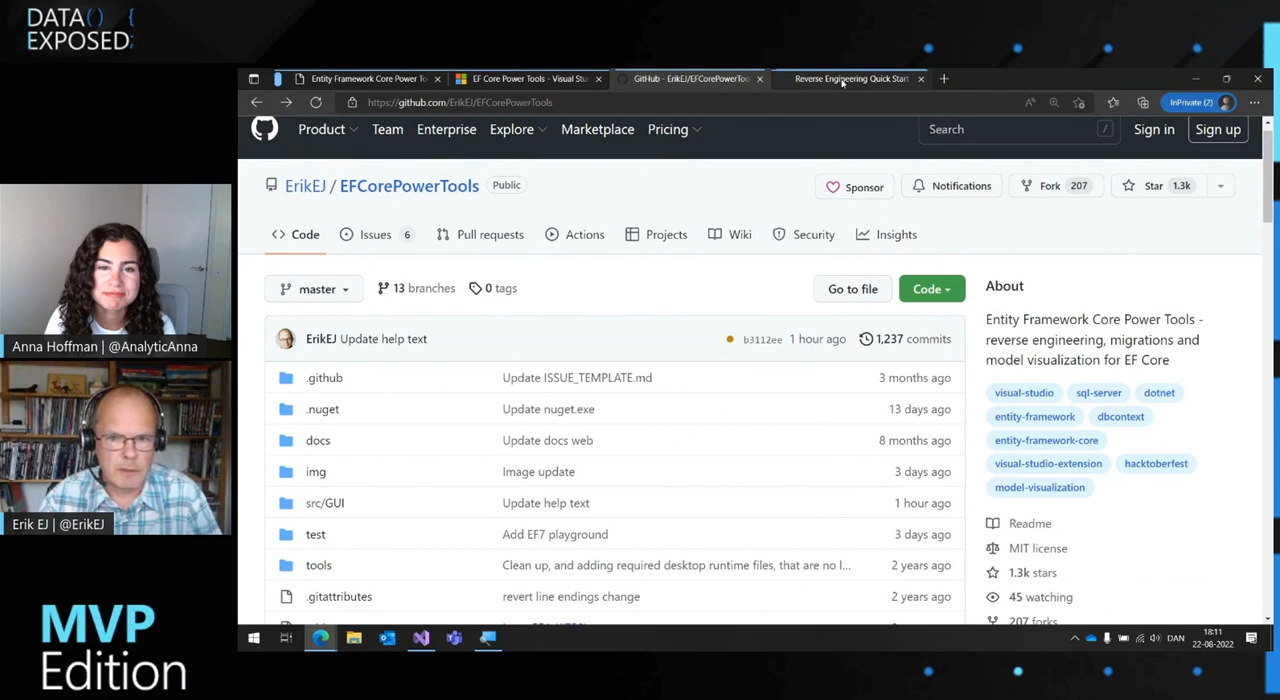 DATA() {
EXPOSED;
Entity Framework Core Power To
EF Core Power Tools - Visual Stu
GitHub - ErikEJ/EFCorePowerToo
Reverse Engineering Quick Start
https://github.com/ErikEJ/EFCorePowerTools
InPrivate (2)
Product Team Enterprise Explore Marketplace Pricing
Search /
Sign in Sign up
ErikEJ / EFCorePowerTools Public
Sponsor Notifications Fork 207 Star 1.3k
Code Issues 6 Pull requests Actions Projects Wiki Security Insights
master 13 branches 0 tags Go to file Code
ErikEJ Update help text b3112ee 1 hour ago 1,237 commits
.github Update ISSUE_TEMPLATE.md 3 months ago
.nuget Update nuget.exe 13 days ago
docs Update docs web 8 months ago
img Image update 3 days ago
src/GUI Update help text 1 hour ago
test Add EF7 playground 3 days ago
tools Clean up, and adding required desktop runtime files, that are no l... 2 years ago
.gitattributes revert line endings change 2 years ago
About
Entity Framework Core Power Tools -
reverse engineering, migrations and
model visualization for EF Core
visual-studio sql-server dotnet
entity-framework dbcontext
entity-framework-core
visual-studio-extension hacktoberfest
model-visualization
Readme
MIT license
1.3k stars
45 watching
207 forks
Anna Hoffman | @AnalyticAnna
Erik EJ | @ErikEJ
MVP
Edition
DAN
18:11
22-08-2022